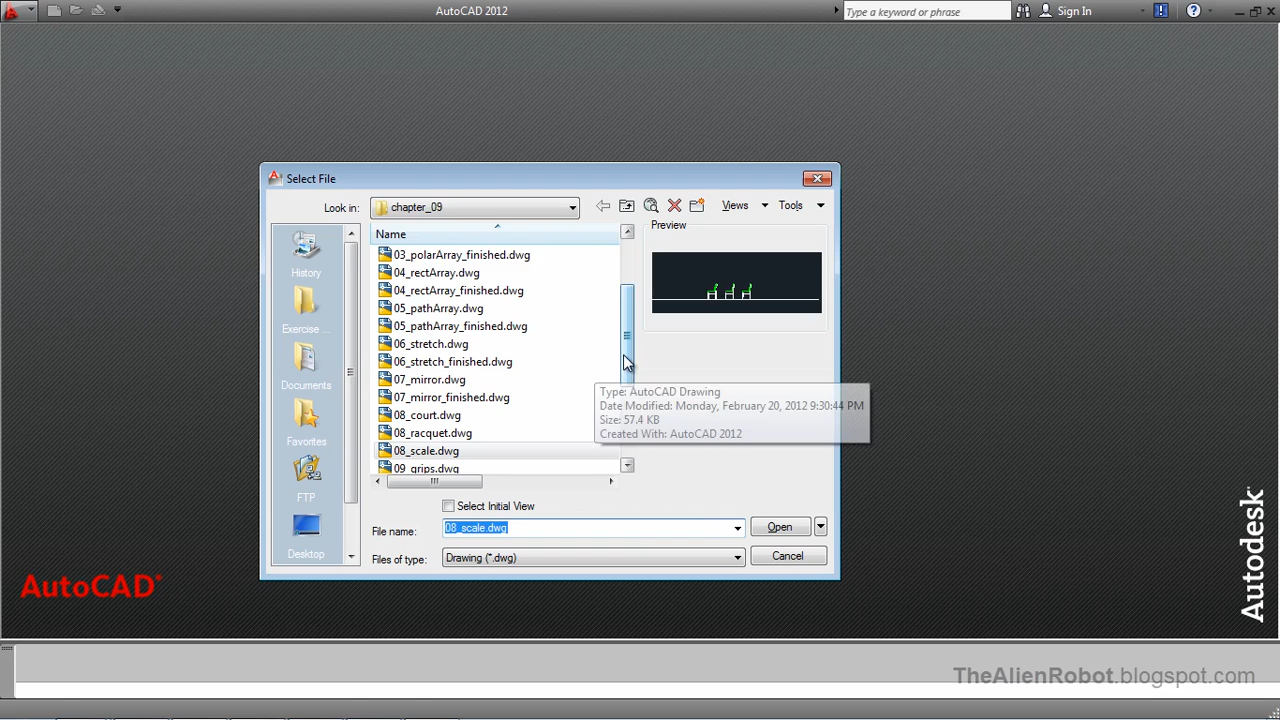 AutoCAD 2012
Type a keyword or phrase
Sign In
Select File
Look in:
chapter_09
Views
Tools
Name
Preview
History
Exercise ...
Documents
Favorites
FTP
Desktop
03_polarArray_finished.dwg
04_rectArray.dwg
04_rectArray_finished.dwg
05_pathArray.dwg
05_pathArray_finished.dwg
06_stretch.dwg
06_stretch_finished.dwg
07_mirror.dwg
07_mirror_finished.dwg
08_court.dwg
08_racquet.dwg
08_scale.dwg
09_grips.dwg
Type: AutoCAD Drawing
Date Modified: Monday, February 20, 2012 9:30:44 PM
Size: 57.4 KB
Created With: AutoCAD 2012
Select Initial View
File name:
08_scale.dwg
Open
Files of type:
Drawing (*.dwg)
Cancel
AutoCAD®
Autodesk®
TheAlienRobot.blogspot.com